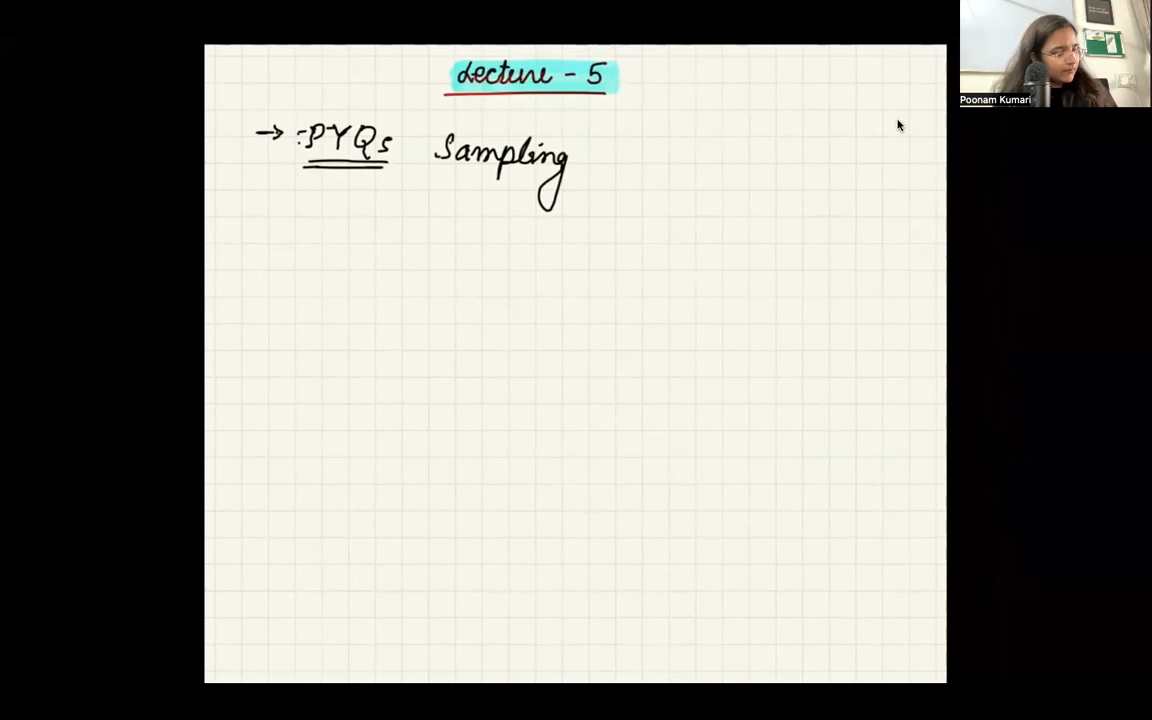 Lecture - 5
→ PYQs Sampling
Poonam Kumari